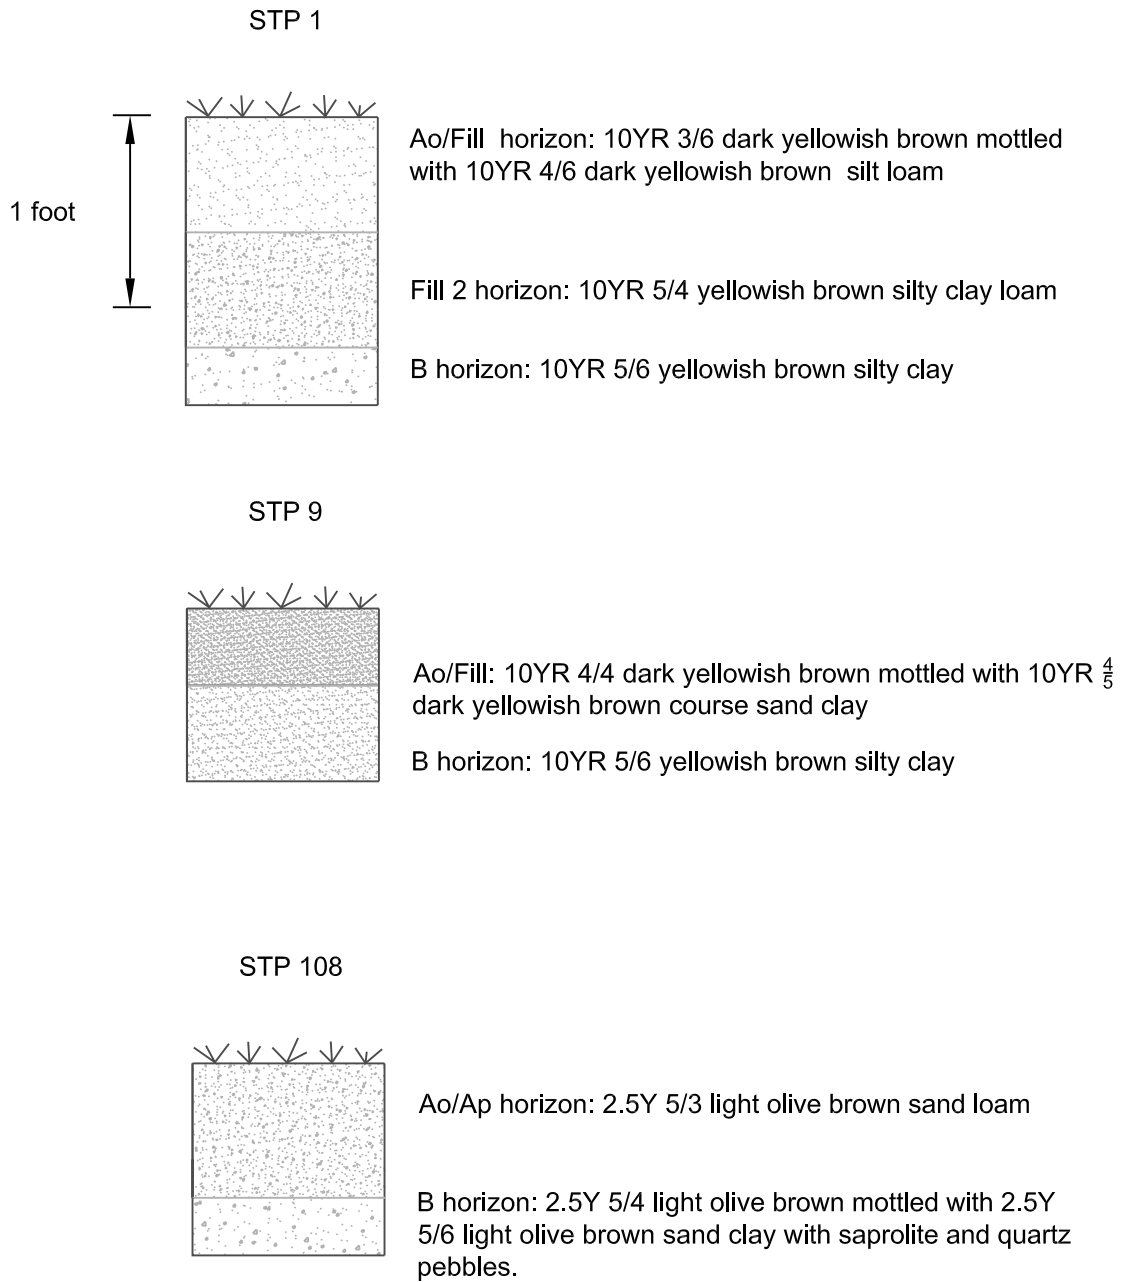 STP 1
Ao/Fill horizon: 10YR 3/6 dark yellowish brown mottled
with 10YR 4/6 dark yellowish brown silt loam
1 foot
Fill 2 horizon: 10YR 5/4 yellowish brown silty clay loam
B horizon: 10YR 5/6 yellowish brown silty clay
STP 9
Ao/Fill: 10YR 4/4 dark yellowish brown mottled with 10YR 4/5
dark yellowish brown course sand clay
B horizon: 10YR 5/6 yellowish brown silty clay
STP 108
Ao/Ap horizon: 2.5Y 5/3 light olive brown sand loam
B horizon: 2.5Y 5/4 light olive brown mottled with 2.5Y
5/6 light olive brown sand clay with saprolite and quartz
pebbles.